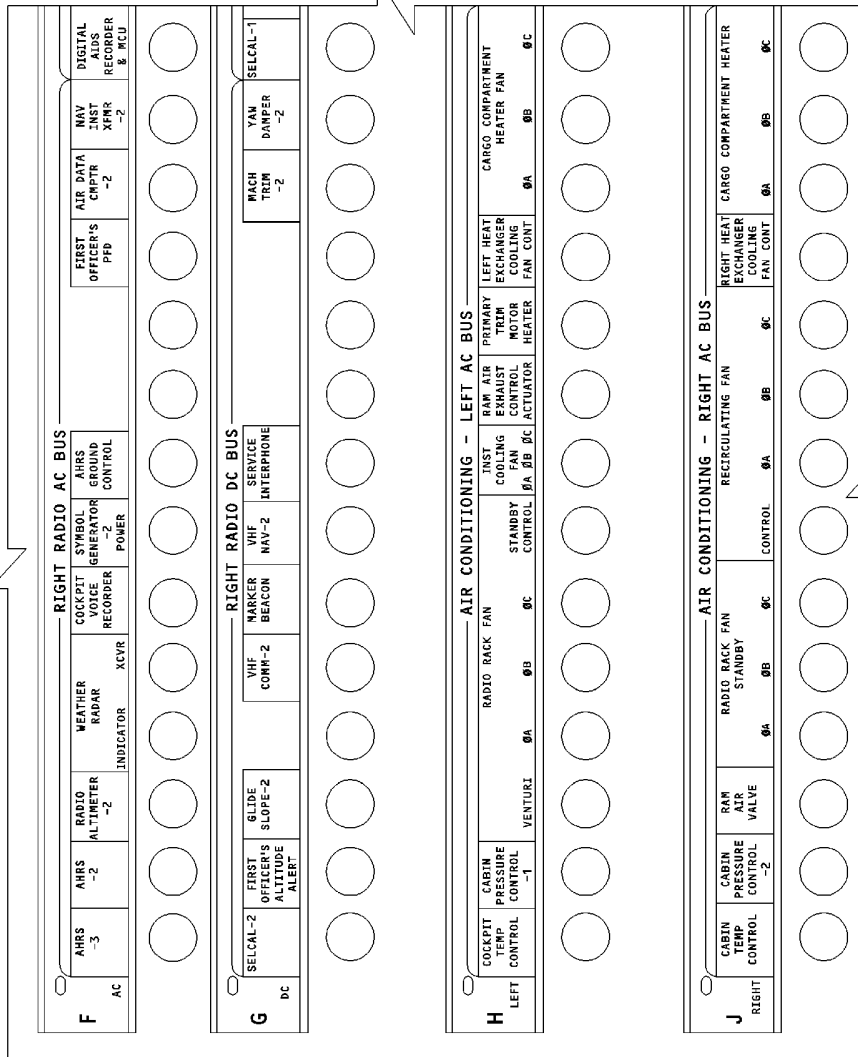 RIGHT RADIO AC BUS
F
AC
AHRS
-3
AHRS
-2
RADIO
ALTIMETER
-2
WEATHER
RADAR
INDICATOR
XCVR
COCKPIT
VOICE
RECORDER
SYMBOL
GENERATOR
-2
POWER
AHRS
GROUND
CONTROL
FIRST
OFFICER'S
PFD
AIR DATA
CMPTR
-2
NAV
INST
XFMR
-2
DIGITAL
AIDS
RECORDER
& MCU
RIGHT RADIO DC BUS
G
DC
SELCAL-2
FIRST
OFFICER'S
ALTITUDE
ALERT
GLIDE
SLOPE-2
VHF
COMM-2
MARKER
BEACON
VHF
NAV-2
SERVICE
INTERPHONE
MACH
TRIM
-2
YAW
DAMPER
-2
SELCAL-1
AIR CONDITIONING - LEFT AC BUS
H
LEFT
COCKPIT
TEMP
CONTROL
CABIN
PRESSURE
CONTROL
-1
RADIO RACK FAN
VENTURI
ØA
ØB
ØC
STANDBY
CONTROL
INST
COOLING
FAN
ØA ØB ØC
RAM AIR
EXHAUST
CONTROL
ACTUATOR
PRIMARY
TRIM
MOTOR
HEATER
LEFT HEAT
EXCHANGER
COOLING
FAN CONT
CARGO COMPARTMENT
HEATER FAN
ØA
ØB
ØC
AIR CONDITIONING - RIGHT AC BUS
J
RIGHT
CABIN
TEMP
CONTROL
CABIN
PRESSURE
CONTROL
-2
RAM
AIR
VALVE
RADIO RACK FAN
STANDBY
ØA
ØB
ØC
RECIRCULATING FAN
CONTROL
ØA
ØB
ØC
RIGHT HEAT
EXCHANGER
COOLING
FAN CONT
CARGO COMPARTMENT HEATER
ØA
ØB
ØC